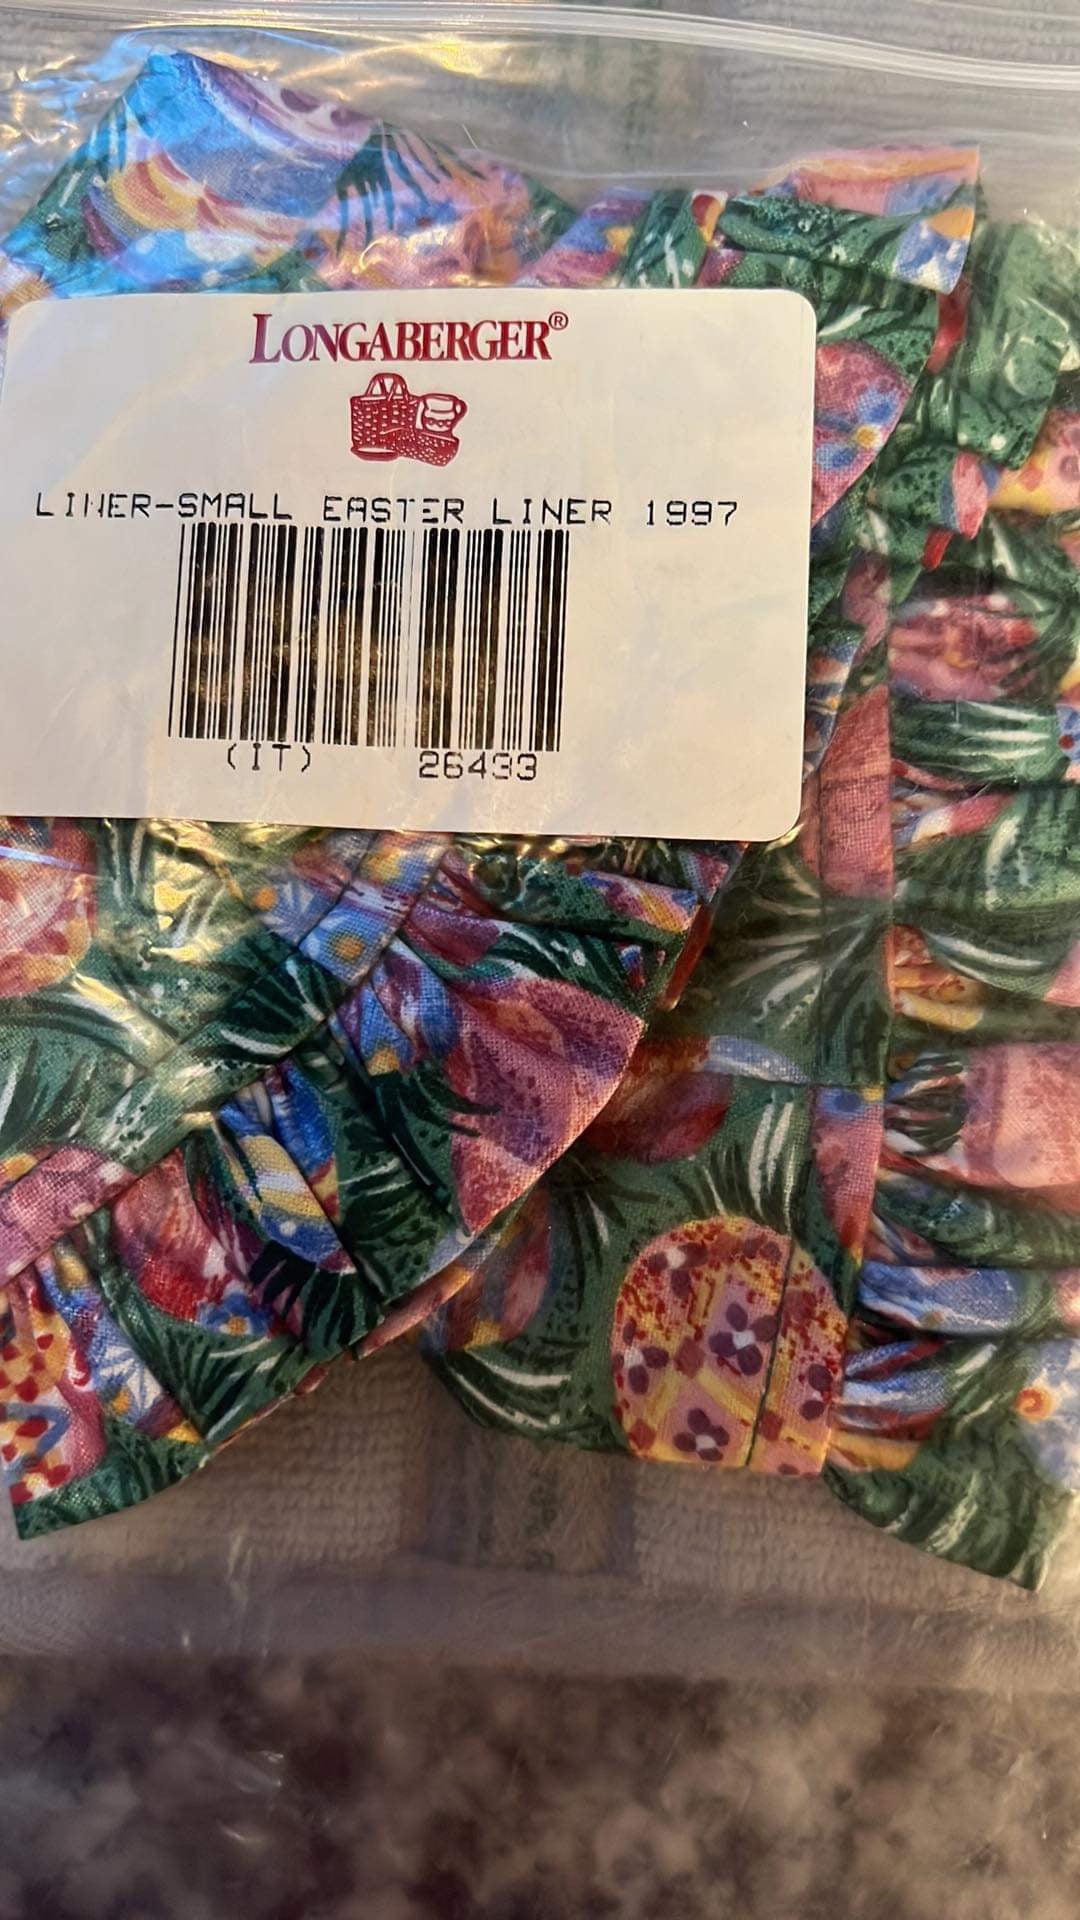 LONGABERGER®
LINER-SMALL EASTER LINER 1997
(IT) 26433